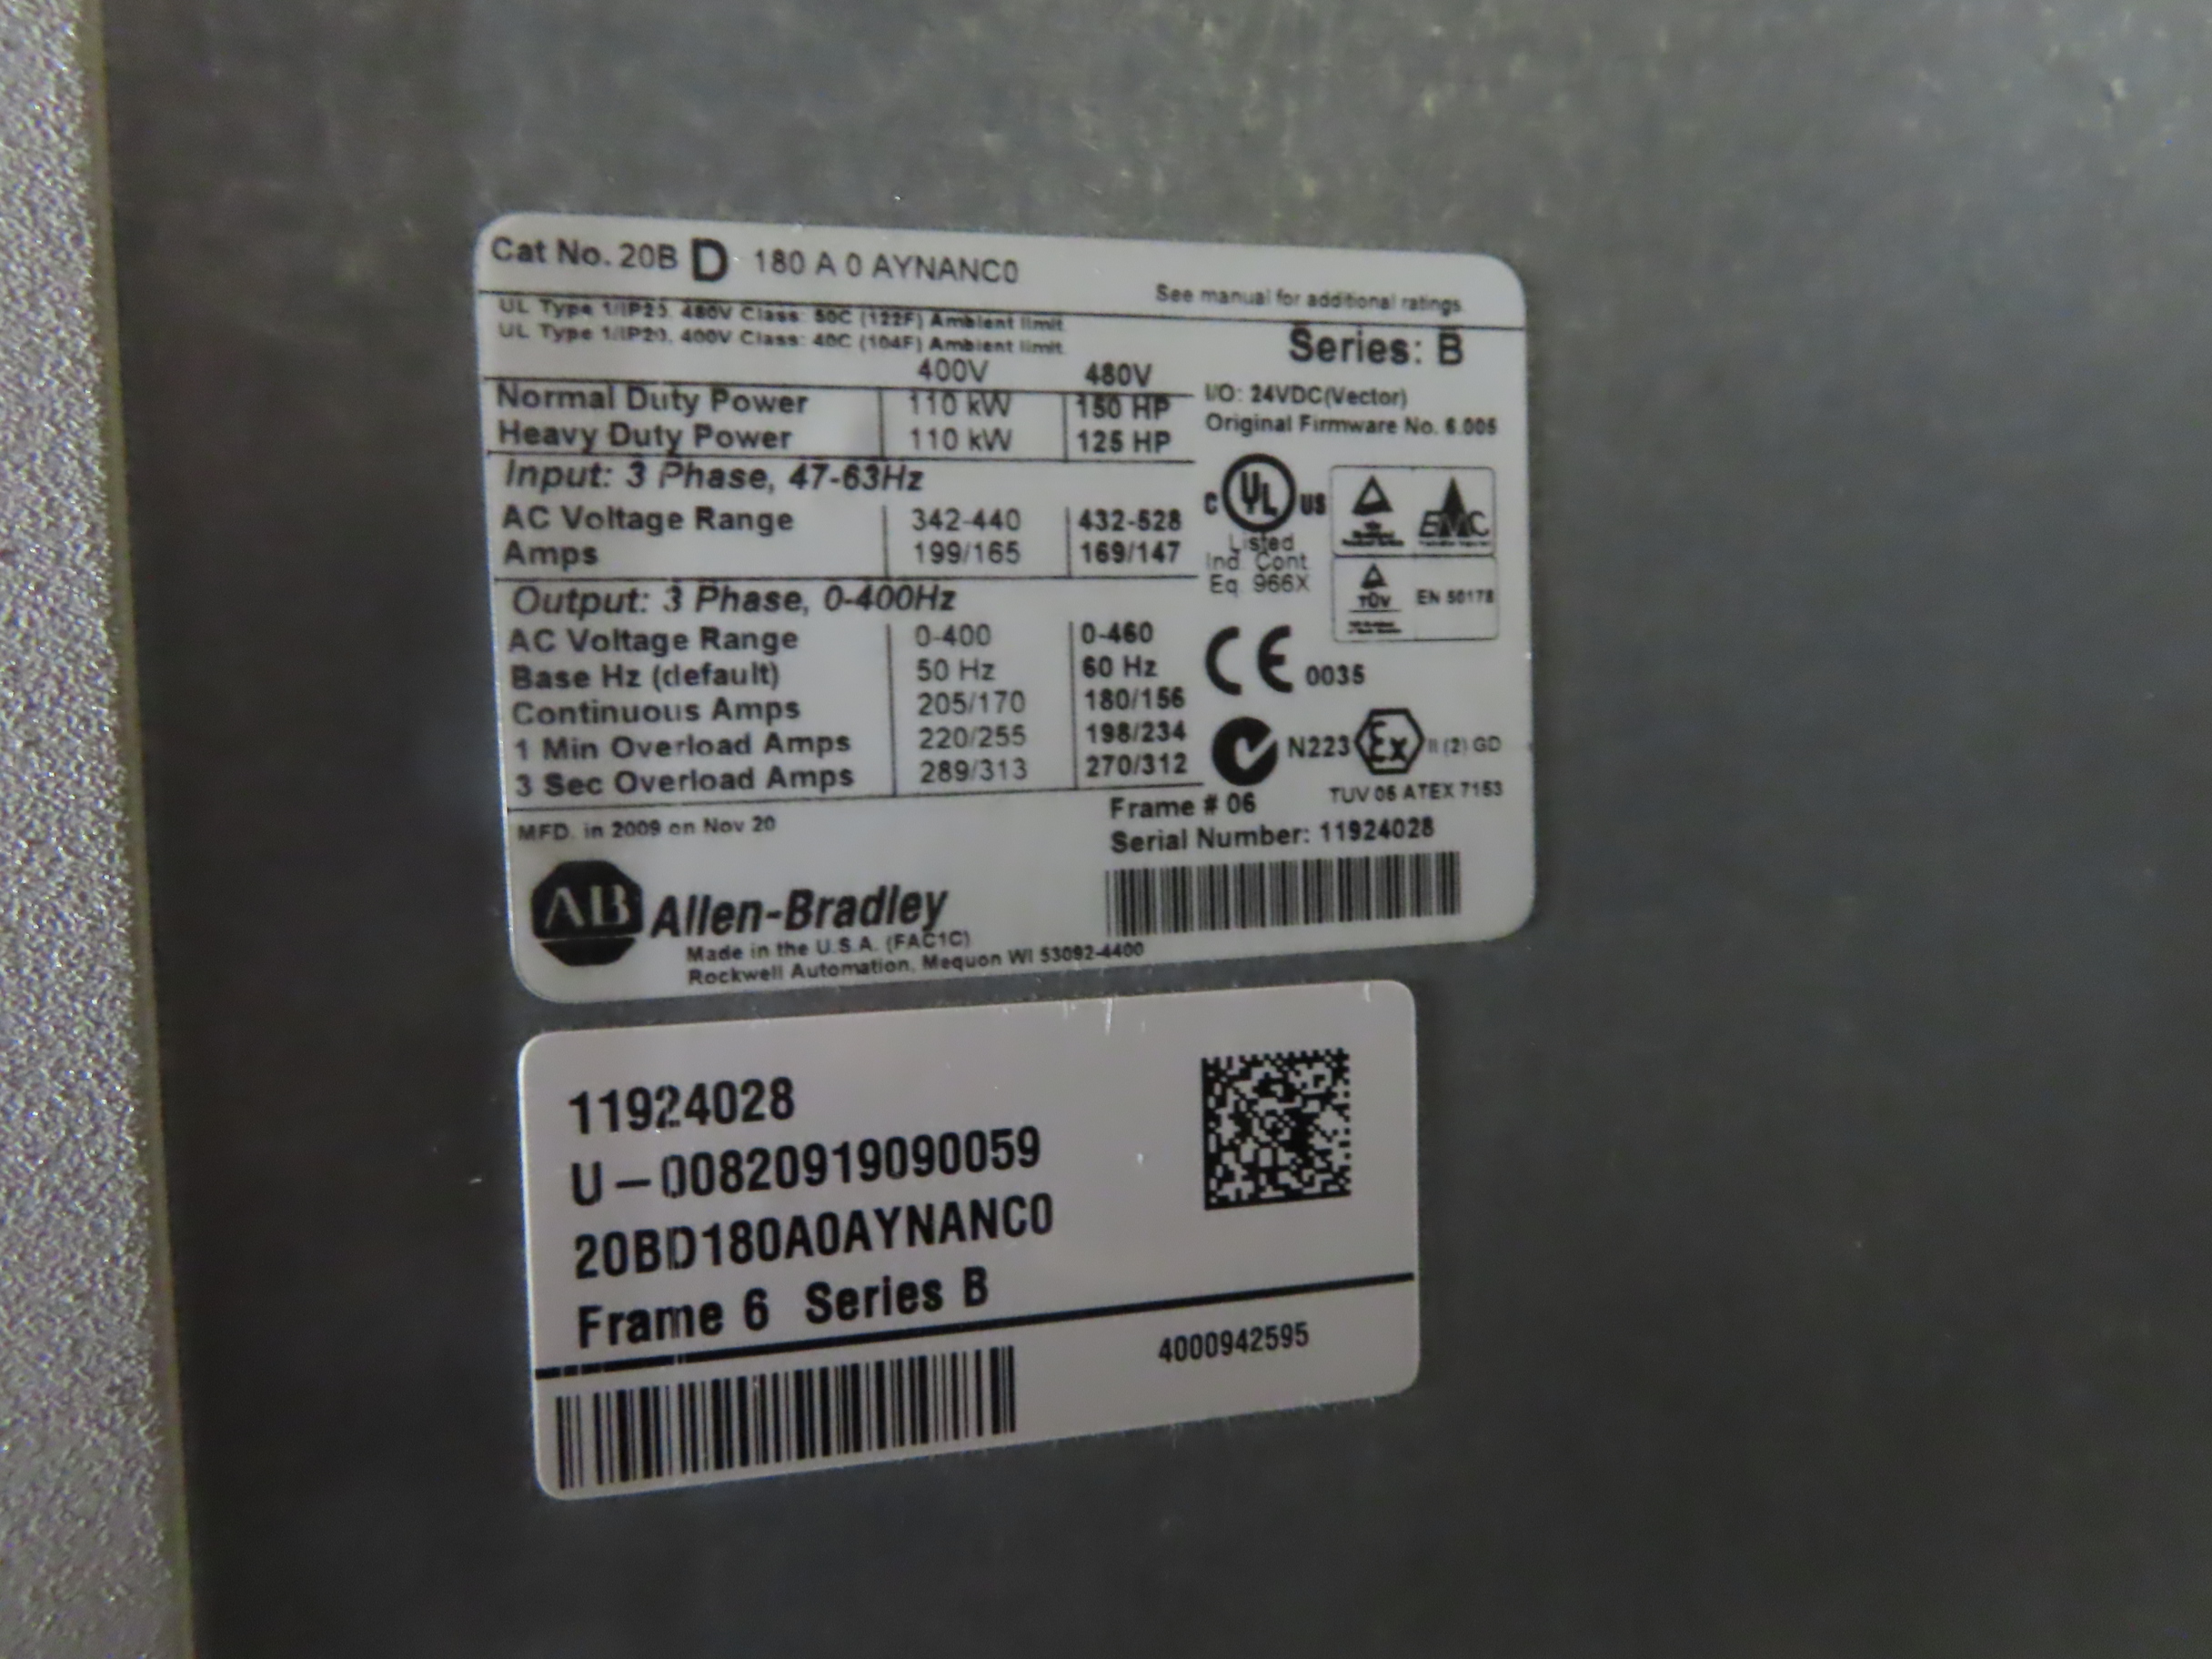 Cat No. 20B D 180 A 0 AYNANC0
See manual for additional ratings.
UL Type 1/IP20, 480V Class: 50C (122F) Ambient limit
UL Type 1/IP20, 400V Class: 40C (104F) Ambient limit
Series: B
400V 480V
I/O: 24VDC(Vector)
Normal Duty Power 110 kW 150 HP
Original Firmware No. 6.005
Heavy Duty Power 110 kW 125 HP
Input: 3 Phase, 47-63Hz
AC Voltage Range 342-440 432-528
Amps 199/165 169/147
C UL US
Listed
Ind. Cont
Eq. 966X
EMC
TÜV EN 50178
Output: 3 Phase, 0-400Hz
AC Voltage Range 0-400 0-460
Base Hz (default) 50 Hz 60 Hz
Continuous Amps 205/170 180/156
1 Min Overload Amps 220/255 198/234
3 Sec Overload Amps 289/313 270/312
CE 0035
N223 Ex II (2) GD
TUV 05 ATEX 7153
Frame # 06
MFD. in 2009 on Nov 20
Serial Number: 11924028
AB Allen-Bradley
Made in the U.S.A. (FAC1C)
Rockwell Automation, Mequon WI 53092-4400
11924028
U-00820919090059
20BD180A0AYNANC0
Frame 6 Series B
4000942595